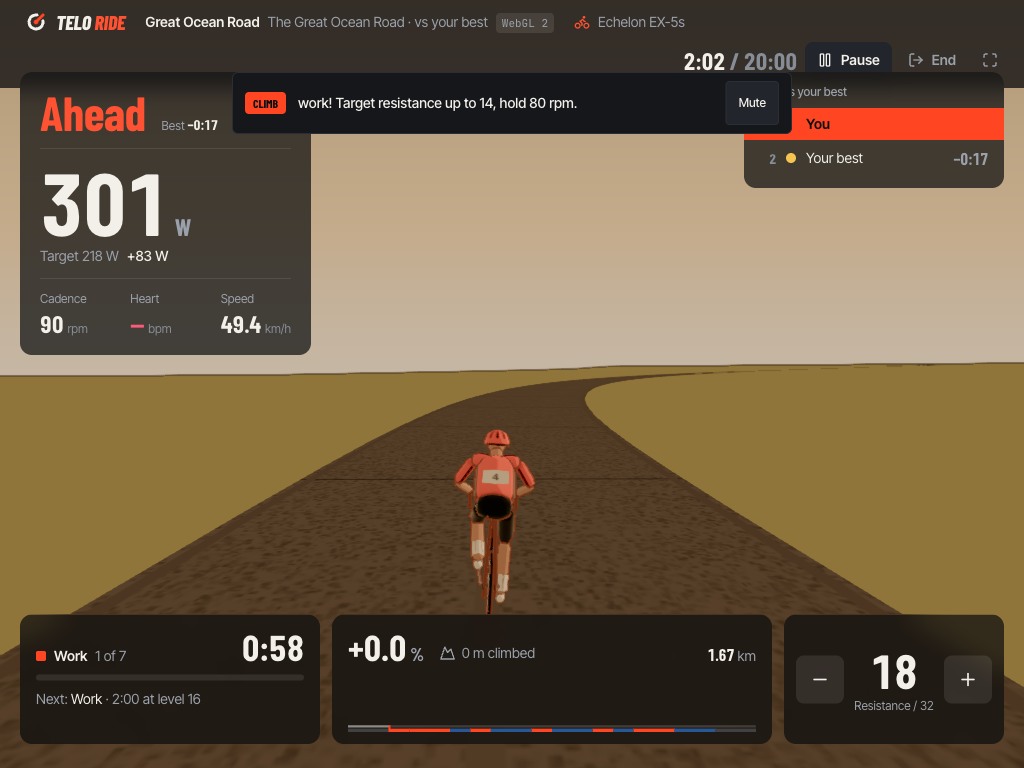 TELO RIDE Great Ocean Road The Great Ocean Road · vs your best WebGL 2 Echelon EX-5s
2:02 / 20:00 Pause End
CLIMB work! Target resistance up to 14, hold 80 rpm. Mute
s your best
Ahead Best −0:17
You
2 Your best −0:17
301 W
Target 218 W +83 W
Cadence Heart Speed
90 rpm — bpm 49.4 km/h
4
Work 1 of 7 0:58
Next: Work · 2:00 at level 16
+0.0 % 0 m climbed 1.67 km
− 18 +
Resistance / 32